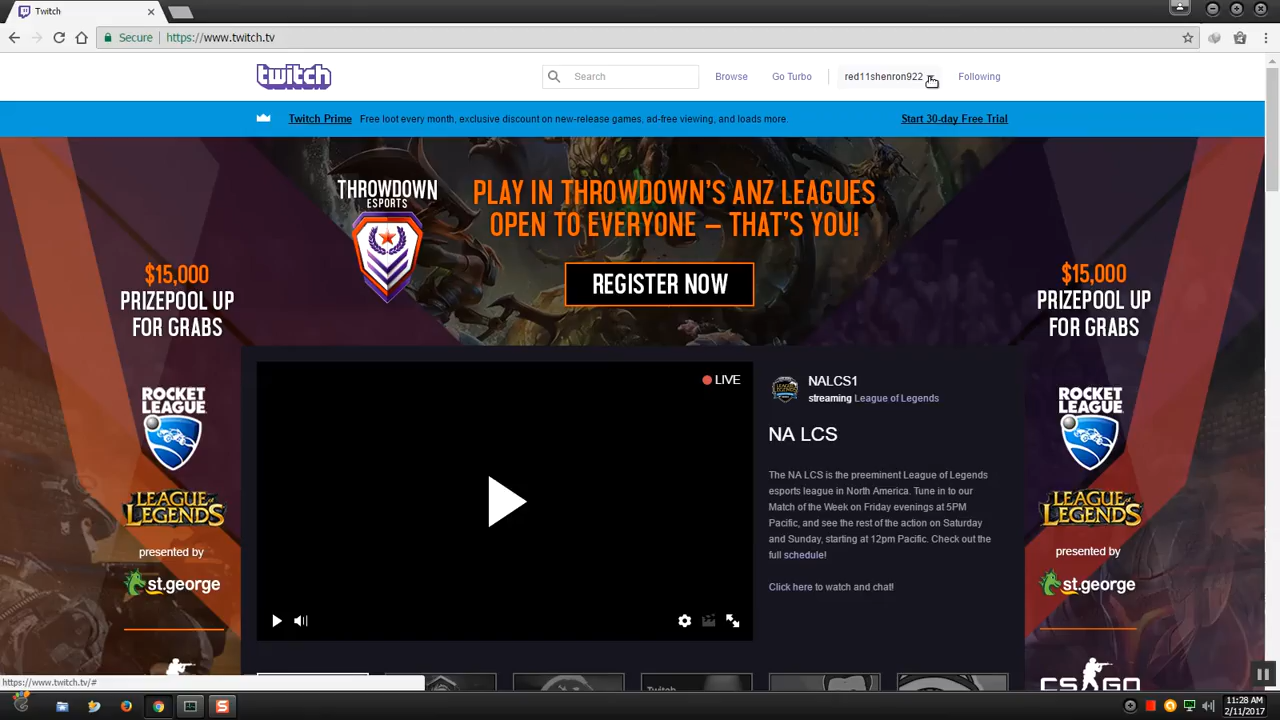 Twitch
Secure https://www.twitch.tv
twitch
Search
Browse
Go Turbo
red11shenron922
Following
Twitch Prime Free loot every month, exclusive discount on new-release games, ad-free viewing, and loads more.
Start 30-day Free Trial
THROWDOWN
ESPORTS
PLAY IN THROWDOWN'S ANZ LEAGUES
OPEN TO EVERYONE – THAT'S YOU!
REGISTER NOW
$15,000
PRIZEPOOL UP
FOR GRABS
ROCKET
LEAGUE
LEAGUE of
LEGENDS
presented by
st.george
$15,000
PRIZEPOOL UP
FOR GRABS
ROCKET
LEAGUE
LEAGUE of
LEGENDS
presented by
st.george
CS:GO
LIVE
NALCS1
streaming League of Legends
NA LCS
The NA LCS is the preeminent League of Legends
esports league in North America. Tune in to our
Match of the Week on Friday evenings at 5PM
Pacific, and see the rest of the action on Saturday
and Sunday, starting at 12pm Pacific. Check out the
full schedule!
Click here to watch and chat!
Twitch
https://www.twitch.tv/#
11:28 AM
2/11/2017